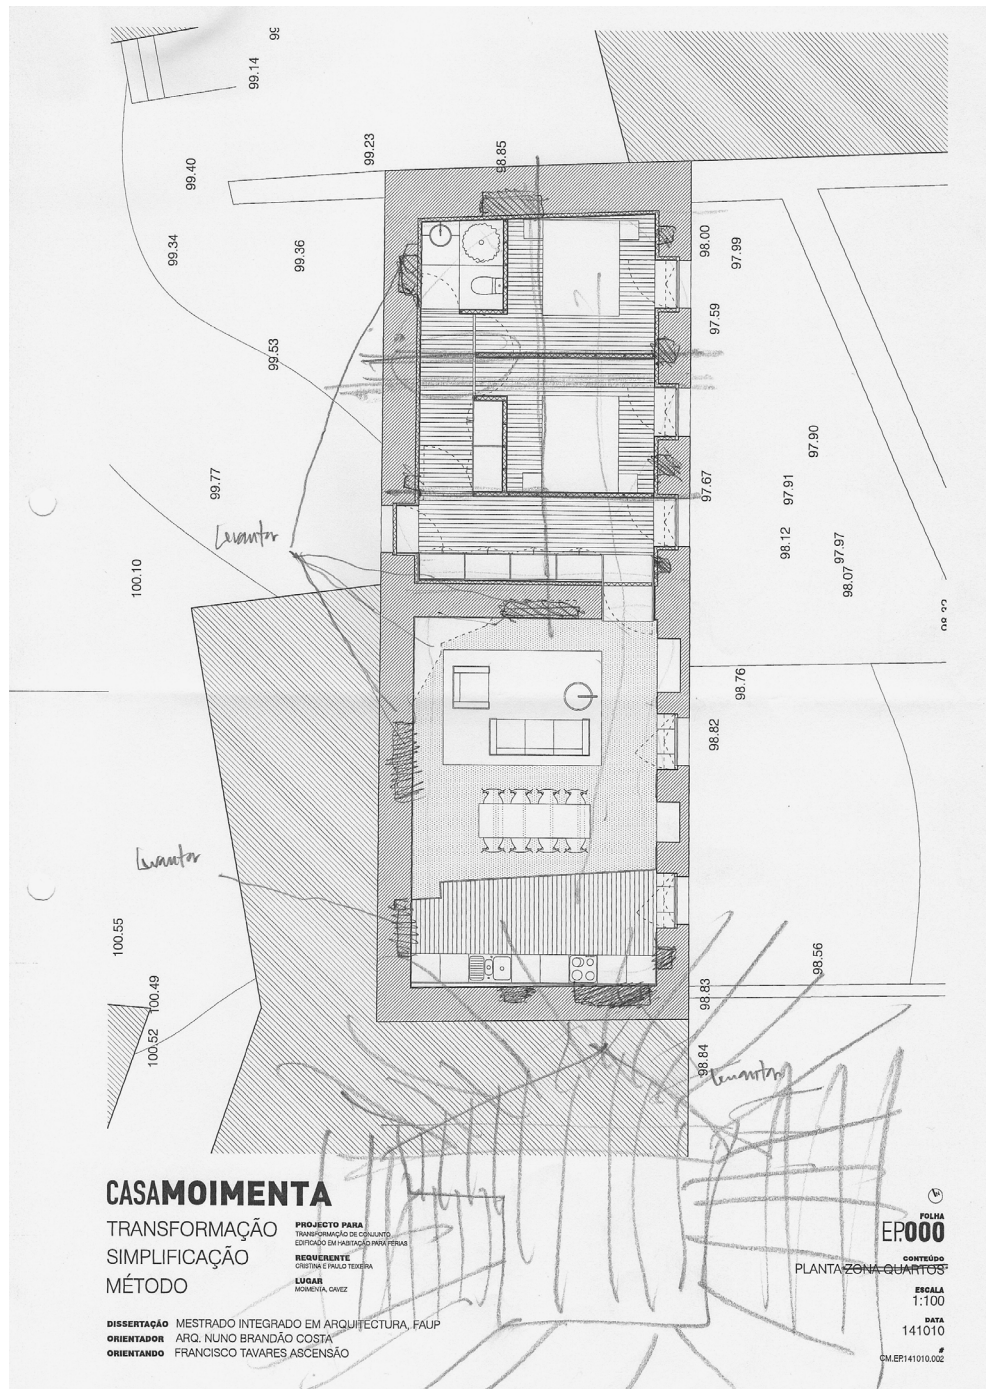 99
99.14
99.23
98.85
99.40
99.34
99.36
98.00
97.99
97.59
99.53
97.90
99.77
97.67
97.91
Levantar
98.12
97.97
98.07
100.10
98.76
98.82
Levantar
100.55
98.56
100.49
98.83
100.52
98.84
Levantar
CASAMOIMENTA
TRANSFORMAÇÃO
SIMPLIFICAÇÃO
MÉTODO
PROJECTO PARA
TRANSFORMAÇÃO DE CONJUNTO
EDIFICADO EM HABITAÇÃO PARA FÉRIAS
REQUERENTE
CRISTINA E PAULO TEIXEIRA
LUGAR
MOIMENTA, CAVEZ
DISSERTAÇÃO MESTRADO INTEGRADO EM ARQUITECTURA, FAUP
ORIENTADOR ARQ. NUNO BRANDÃO COSTA
ORIENTANDO FRANCISCO TAVARES ASCENSÃO
FOLHA
EP.000
CONTEÚDO
PLANTA ZONA QUARTOS
ESCALA
1:100
DATA
141010
#
CM.EP.141010.002